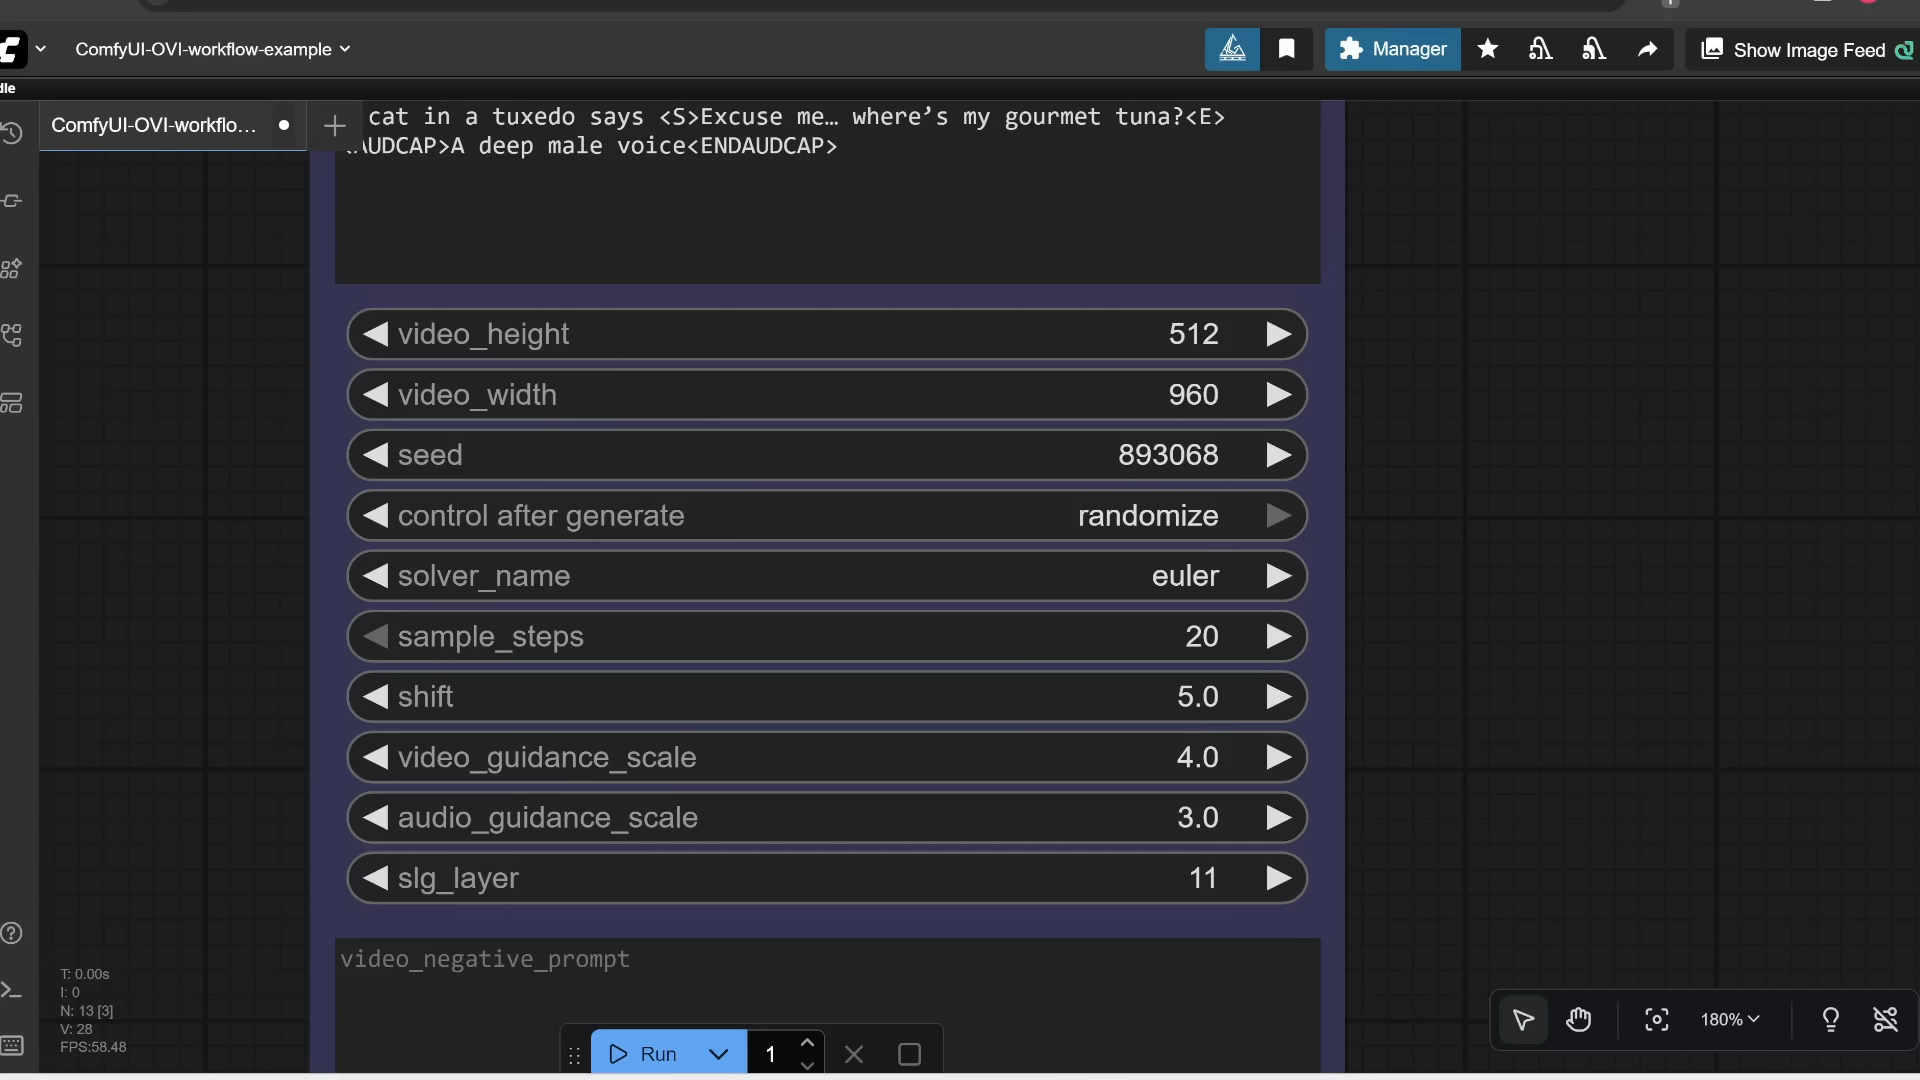 ComfyUI-OVI-workflow-example
Manager
Show Image Feed
dle
ComfyUI-OVI-workflo...
cat in a tuxedo says <S>Excuse me… where’s my gourmet tuna?<E>
AUDCAP>A deep male voice<ENDAUDCAP>
video_height 512
video_width 960
seed 893068
control after generate randomize
solver_name euler
sample_steps 20
shift 5.0
video_guidance_scale 4.0
audio_guidance_scale 3.0
slg_layer 11
video_negative_prompt
T: 0.00s
I: 0
N: 13 [3]
V: 28
FPS:58.48
Run 1
180%